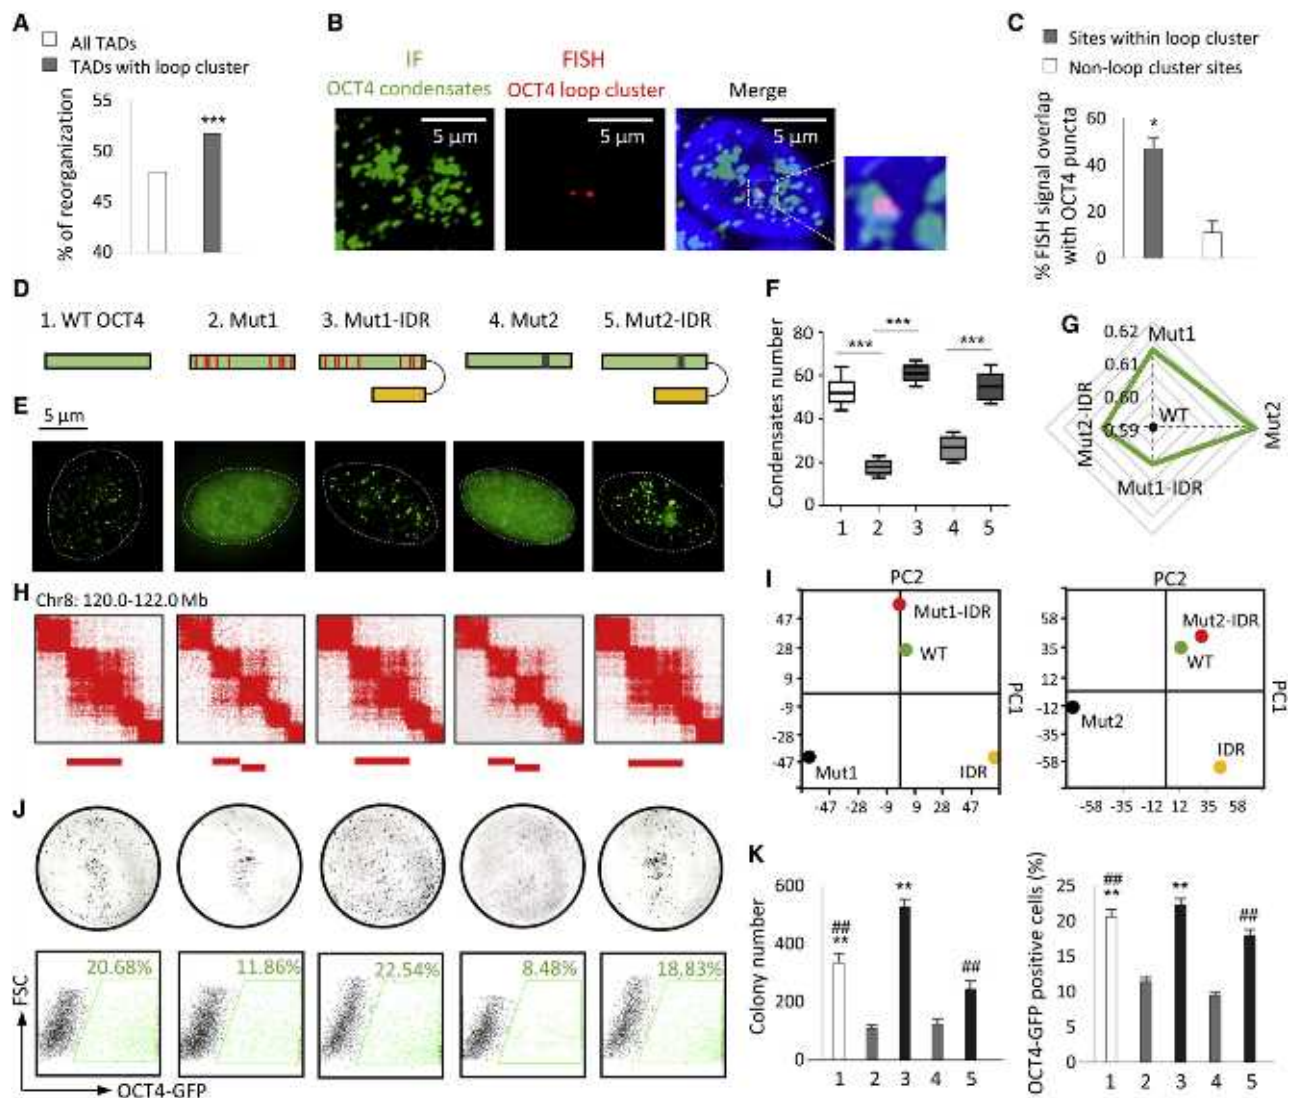 A
All TADs
TADs with loop cluster
% of reorganization
55
50
45
40
***
B
IF
OCT4 condensates
FISH
OCT4 loop cluster
Merge
5 μm
5 μm
5 μm
C
Sites within loop cluster
Non-loop cluster sites
% FISH signal overlap
with OCT4 puncta
60
40
20
0
*
D
1. WT OCT4
2. Mut1
3. Mut1-IDR
4. Mut2
5. Mut2-IDR
E
5 μm
F
Condensates number
80
60
40
20
0
***
***
***
1 2 3 4 5
G
0.62
0.61
0.60
0.59
Mut1
WT
Mut2
Mut2-IDR
Mut1-IDR
H
Chr8: 120.0-122.0 Mb
I
PC2
47
28
9
-9
-28
-47
Mut1-IDR
WT
Mut1
IDR
PC1
-47 -28 -9 9 28 47
PC2
58
35
12
-12
-35
-58
Mut2-IDR
WT
Mut2
IDR
PC1
-58 -35 -12 12 35 58
J
20.68%
11.86%
22.54%
8.48%
18.83%
FSC
OCT4-GFP
K
Colony number
600
400
200
0
##
**
**
##
1 2 3 4 5
OCT4-GFP positive cells (%)
25
20
15
10
5
0
##
**
**
##
1 2 3 4 5